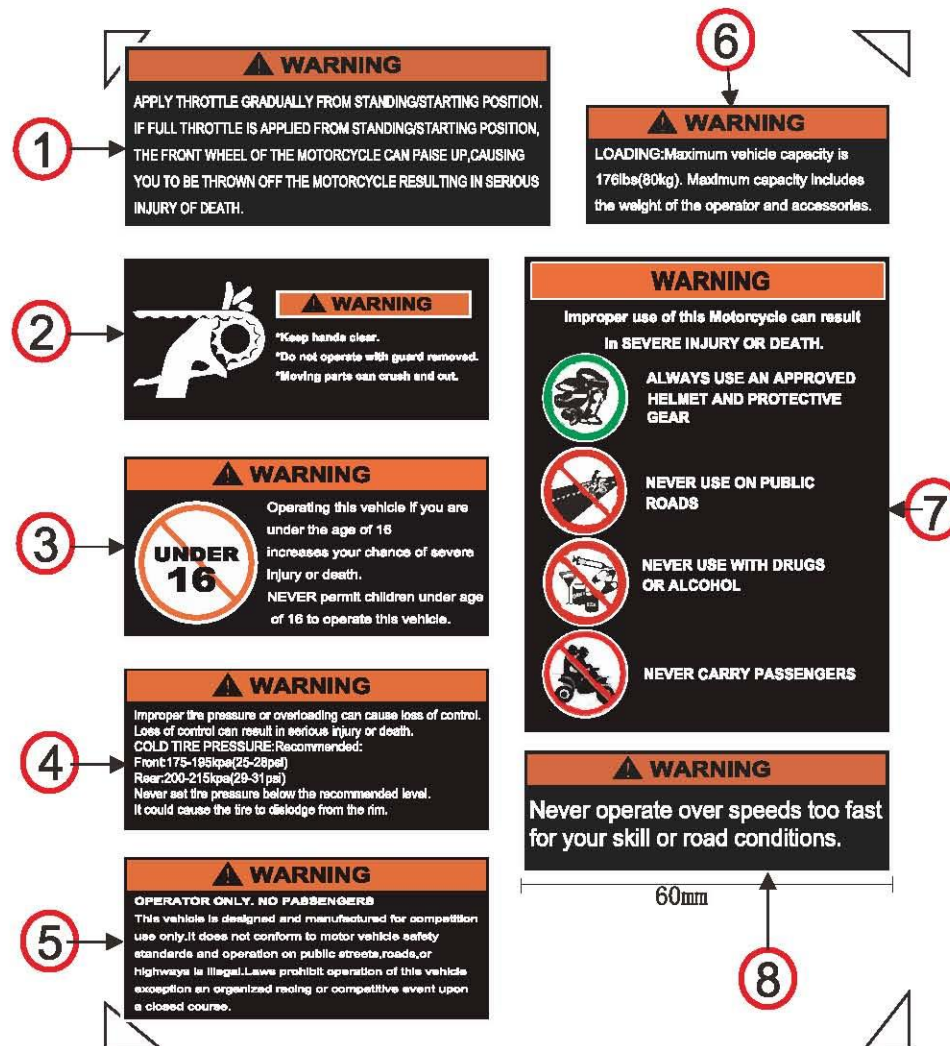 1
WARNING
APPLY THROTTLE GRADUALLY FROM STANDING/STARTING POSITION.
IF FULL THROTTLE IS APPLIED FROM STANDING/STARTING POSITION,
THE FRONT WHEEL OF THE MOTORCYCLE CAN PAISE UP,CAUSING
YOU TO BE THROWN OFF THE MOTORCYCLE RESULTING IN SERIOUS
INJURY OF DEATH.
2
WARNING
*Keep hands clear.
*Do not operate with guard removed.
*Moving parts can crush and cut.
3
WARNING
UNDER
16
Operating this vehicle if you are
under the age of 16
increases your chance of severe
injury or death.
NEVER permit children under age
of 16 to operate this vehicle.
4
WARNING
Improper tire pressure or overloading can cause loss of control.
Loss of control can result in serious injury or death.
COLD TIRE PRESSURE:Recommended:
Front:175-195kpa(25-28psi)
Rear:200-215kpa(29-31psi)
Never set tire pressure below the recommended level.
It could cause the tire to dislodge from the rim.
5
WARNING
OPERATOR ONLY. NO PASSENGERS
This vehicle is designed and manufactured for competition
use only.It does not conform to motor vehicle safety
standards and operation on public streets,roads,or
highways is illegal.Laws prohibit operation of this vehicle
exception an organized racing or competitive event upon
a closed course.
6
WARNING
LOADING:Maximum vehicle capacity is
176lbs(80kg). Maximum capacity includes
the weight of the operator and accessories.
7
WARNING
Improper use of this Motorcycle can result
in SEVERE INJURY OR DEATH.
ALWAYS USE AN APPROVED
HELMET AND PROTECTIVE
GEAR
NEVER USE ON PUBLIC
ROADS
NEVER USE WITH DRUGS
OR ALCOHOL
NEVER CARRY PASSENGERS
WARNING
Never operate over speeds too fast
for your skill or road conditions.
60mm
8